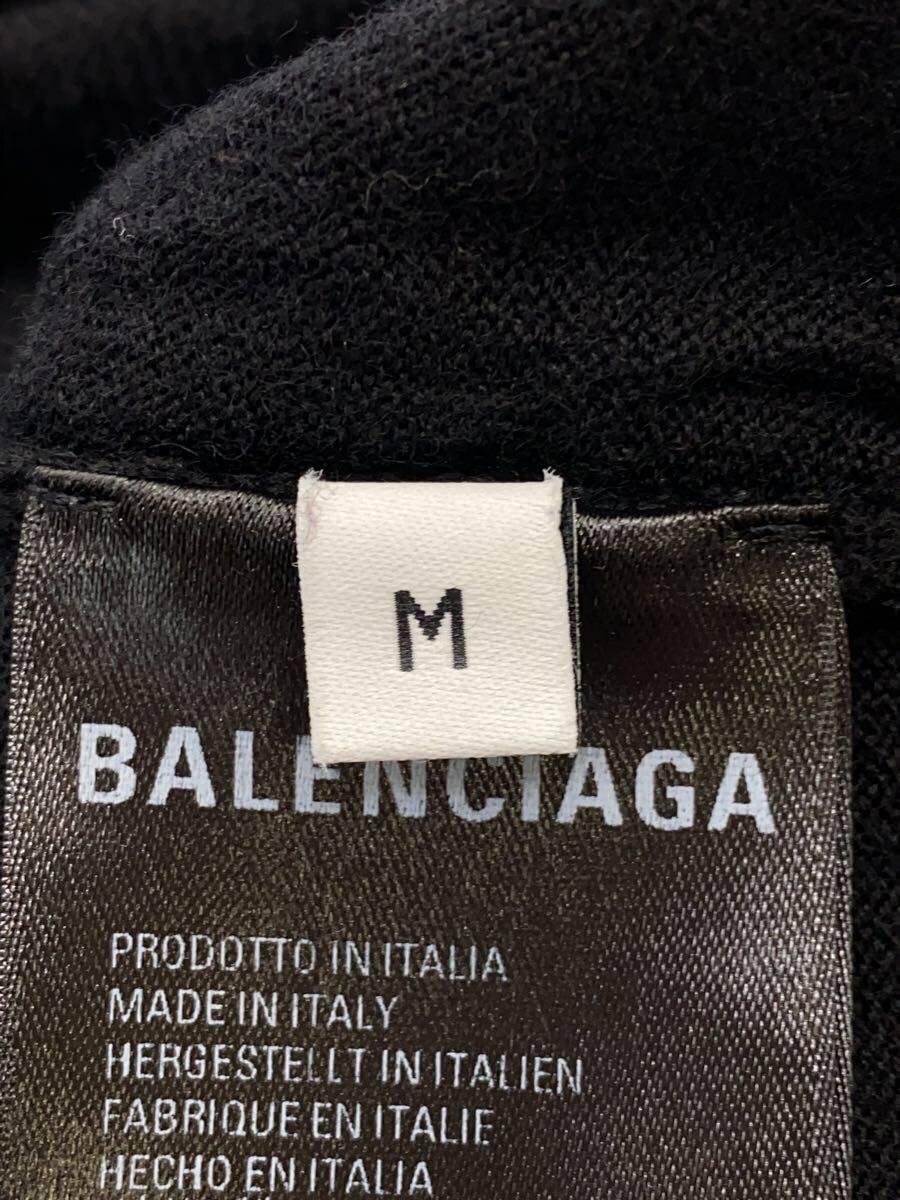 M
BALENCIAGA
PRODOTTO IN ITALIA
MADE IN ITALY
HERGESTELLT IN ITALIEN
FABRIQUE EN ITALIE
HECHO EN ITALIA